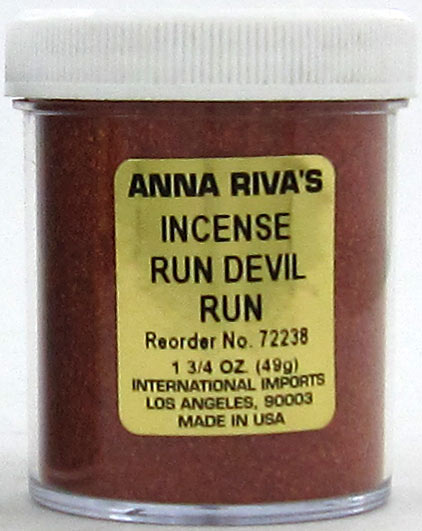 ANNA RIVA'S
INCENSE
RUN DEVIL
RUN
Reorder No. 72238
1 3/4 OZ. (49g)
INTERNATIONAL IMPORTS
LOS ANGELES, 90003
MADE IN USA